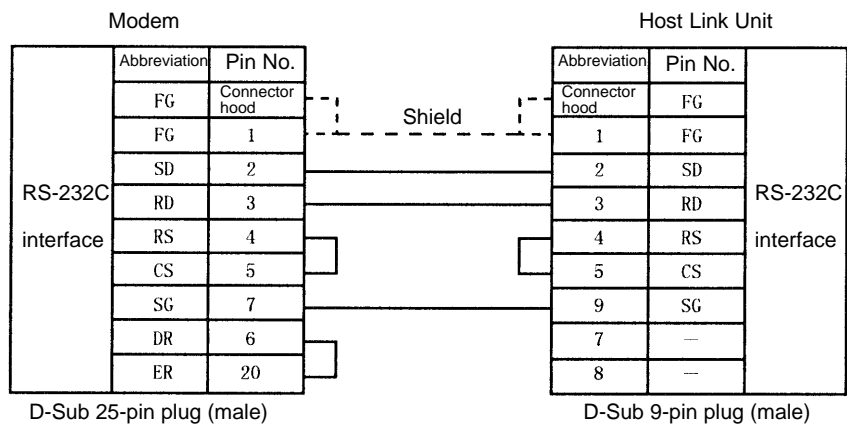 Modem Host Link Unit
Abbreviation Pin No. Abbreviation Pin No.
FG Connector hood Connector hood FG
Shield
FG 1 1 FG
SD 2 2 SD
RS-232C interface
RD 3 3 RD
RS-232C interface
RS 4 4 RS
CS 5 5 CS
SG 7 9 SG
DR 6 7 —
ER 20 8 —
D-Sub 25-pin plug (male) D-Sub 9-pin plug (male)